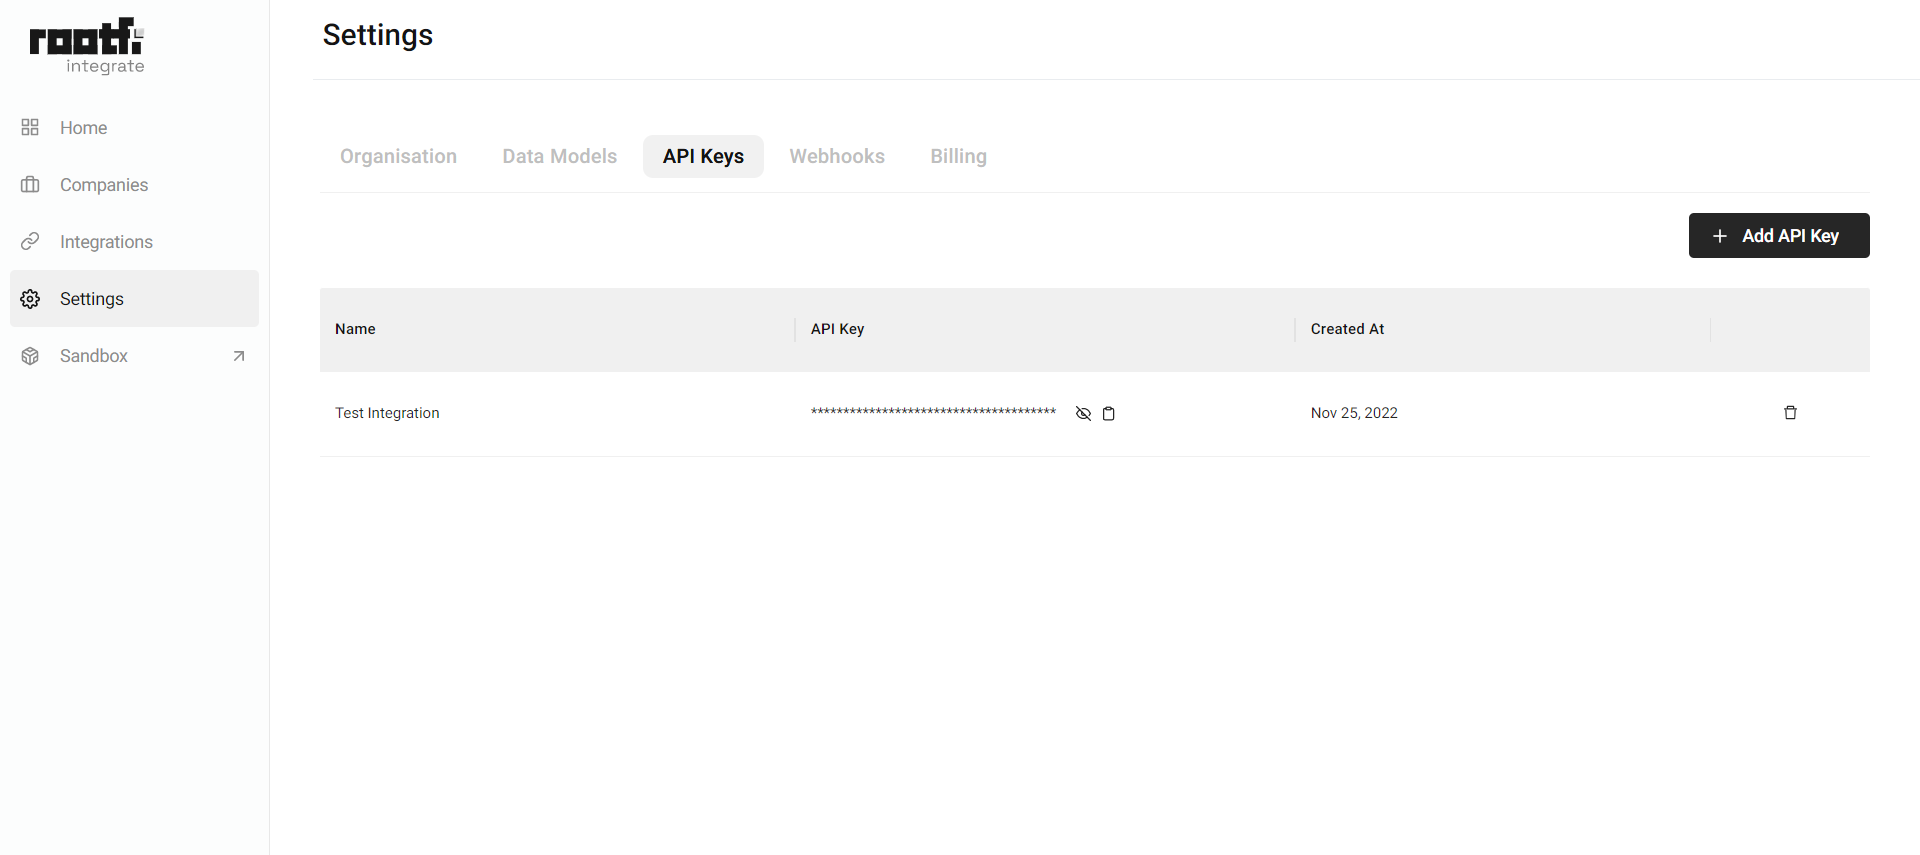 rootfi
integrate
Home
Companies
Integrations
Settings
Sandbox
Settings
Organisation Data Models API Keys Webhooks Billing
+ Add API Key
Name API Key Created At
Test Integration ************************************** Nov 25, 2022